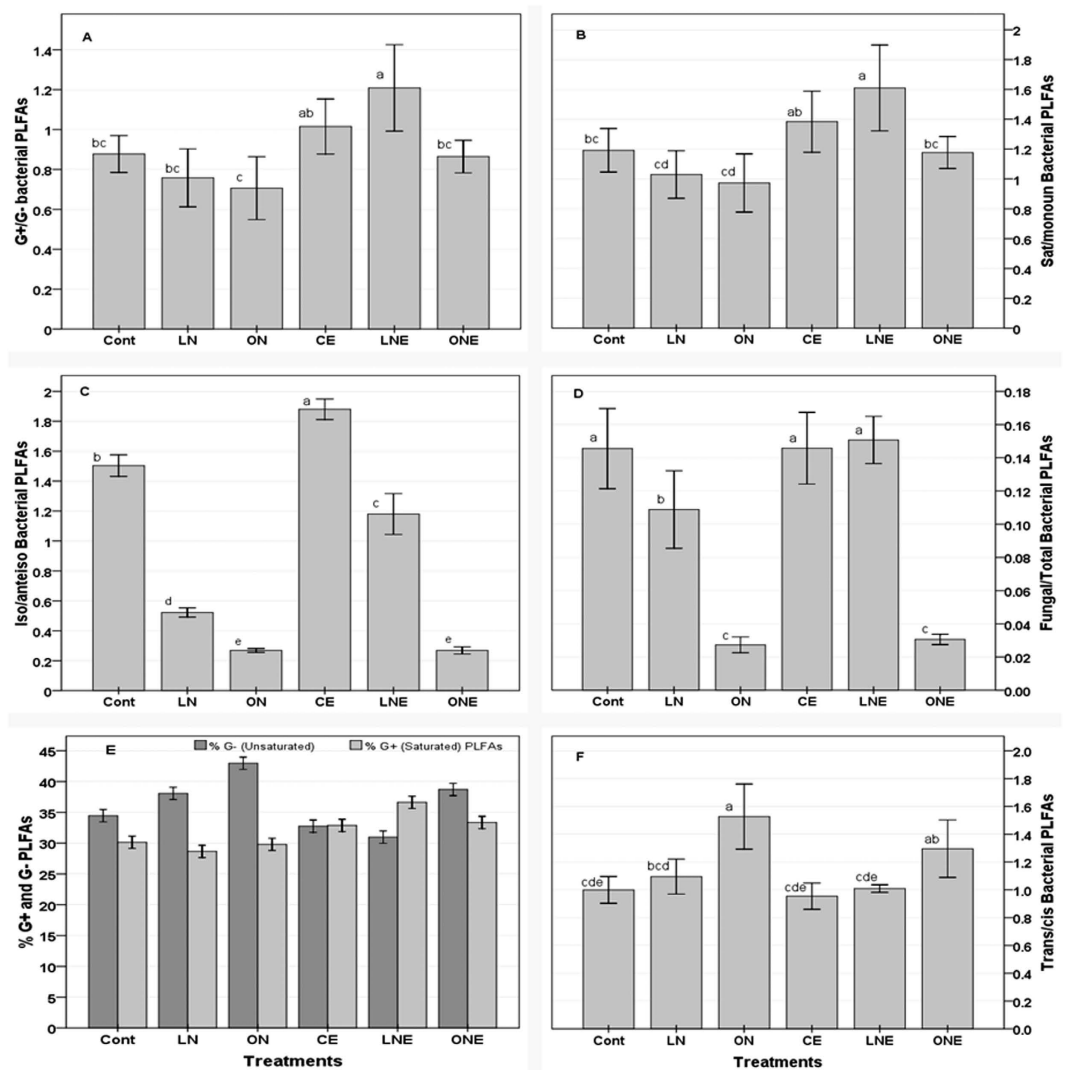 A
G+/G- bacterial PLFAs
1.4
1.2
1
0.8
0.6
0.4
0.2
0
bc
bc
c
ab
a
bc
Cont LN ON CE LNE ONE
B
Sat/monoun Bacterial PLFAs
2
1.8
1.6
1.4
1.2
1
0.8
0.6
0.4
0.2
0
bc
cd
cd
ab
a
bc
Cont LN ON CE LNE ONE
C
Iso/anteiso Bacterial PLFAs
2
1.8
1.6
1.4
1.2
1
0.8
0.6
0.4
0.2
0
b
d
e
a
c
e
Cont LN ON CE LNE ONE
D
Fungal/Total Bacterial PLFAs
0.18
0.16
0.14
0.12
0.10
0.08
0.06
0.04
0.02
0.00
a
b
c
a
a
c
Cont LN ON CE LNE ONE
E
% G- (Unsaturated) % G+ (Saturated) PLFAs
% G+ and G- PLFAs
45
40
35
30
25
20
15
10
5
0
Cont LN ON CE LNE ONE
Treatments
F
Trans/cis Bacterial PLFAs
2.0
1.8
1.6
1.4
1.2
1.0
0.8
0.6
0.4
0.2
0.0
cde
bcd
a
cde
cde
ab
Cont LN ON CE LNE ONE
Treatments